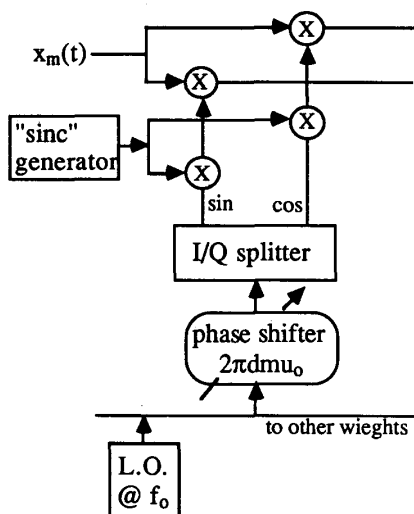 X
x_m(t)
X
"sinc"
generator
X
X
sin
cos
I/Q splitter
phase shifter
2πdmu_o
to other wieghts
L.O.
@ f_o